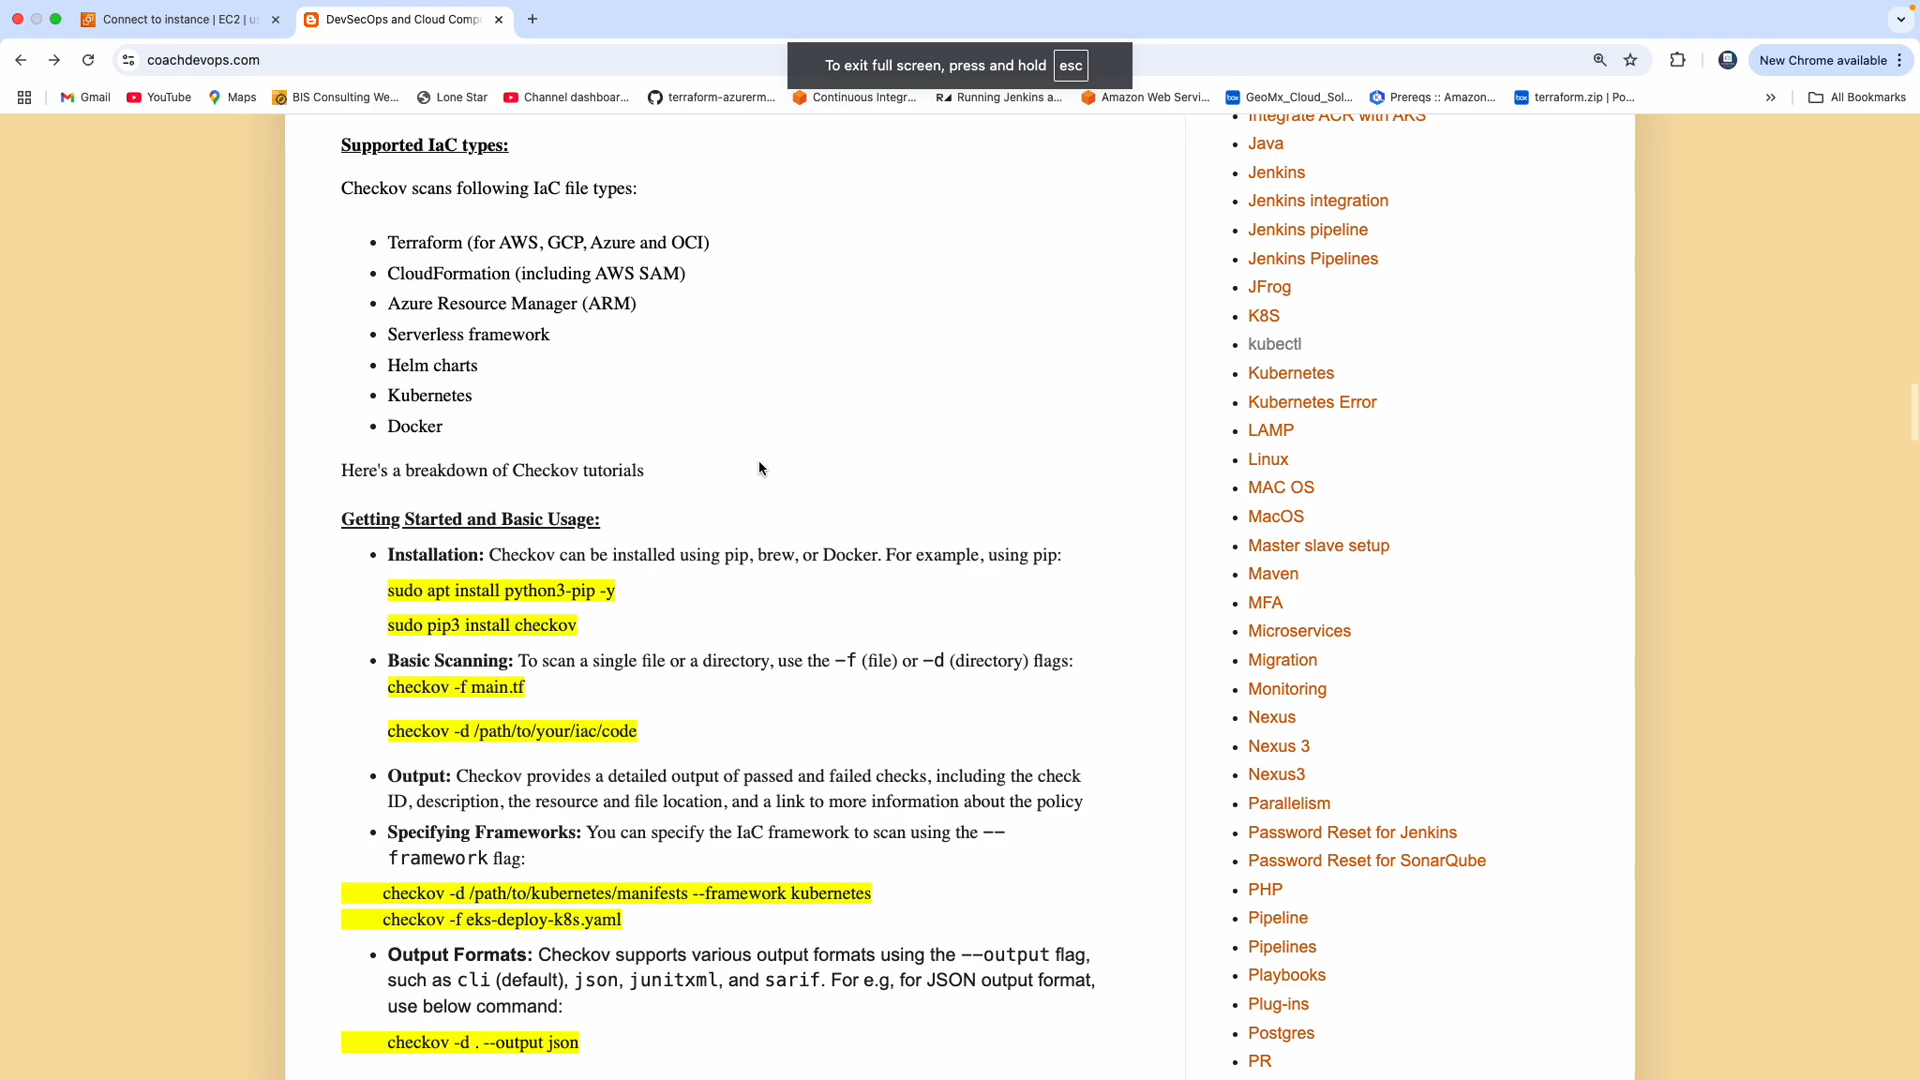 Connect to instance | EC2 | u
DevSecOps and Cloud Comp
coachdevops.com
To exit full screen, press and hold esc
New Chrome available
Gmail
YouTube
Maps
BIS Consulting We...
Lone Star
Channel dashboar...
terraform-azurerm...
Continuous Integr...
Running Jenkins a...
Amazon Web Servi...
GeoMx_Cloud_Sol...
Prereqs :: Amazon...
terraform.zip | Po...
All Bookmarks
Supported IaC types:
Checkov scans following IaC file types:
• Terraform (for AWS, GCP, Azure and OCI)
• CloudFormation (including AWS SAM)
• Azure Resource Manager (ARM)
• Serverless framework
• Helm charts
• Kubernetes
• Docker
Here's a breakdown of Checkov tutorials
Getting Started and Basic Usage:
• Installation: Checkov can be installed using pip, brew, or Docker. For example, using pip:
sudo apt install python3-pip -y
sudo pip3 install checkov
• Basic Scanning: To scan a single file or a directory, use the -f (file) or -d (directory) flags:
checkov -f main.tf
checkov -d /path/to/your/iac/code
• Output: Checkov provides a detailed output of passed and failed checks, including the check
ID, description, the resource and file location, and a link to more information about the policy
• Specifying Frameworks: You can specify the IaC framework to scan using the --
framework flag:
checkov -d /path/to/kubernetes/manifests --framework kubernetes
checkov -f eks-deploy-k8s.yaml
• Output Formats: Checkov supports various output formats using the --output flag,
such as cli (default), json, junitxml, and sarif. For e.g, for JSON output format,
use below command:
checkov -d . --output json
• Integrate ACR with AKS
• Java
• Jenkins
• Jenkins integration
• Jenkins pipeline
• Jenkins Pipelines
• JFrog
• K8S
• kubectl
• Kubernetes
• Kubernetes Error
• LAMP
• Linux
• MAC OS
• MacOS
• Master slave setup
• Maven
• MFA
• Microservices
• Migration
• Monitoring
• Nexus
• Nexus 3
• Nexus3
• Parallelism
• Password Reset for Jenkins
• Password Reset for SonarQube
• PHP
• Pipeline
• Pipelines
• Playbooks
• Plug-ins
• Postgres
• PR